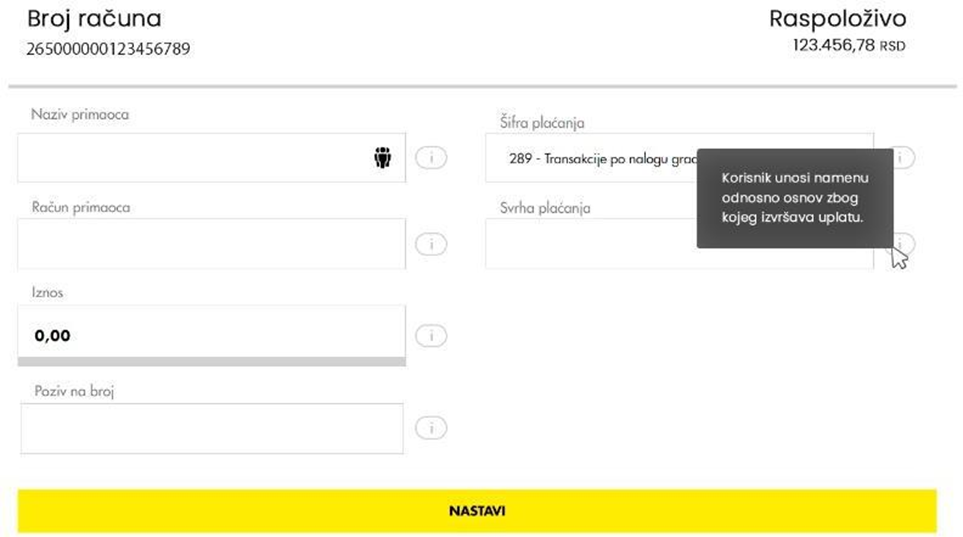 Broj računa
265000000123456789
Raspoloživo
123.456,78 RSD
Naziv primaoca
i
Račun primaoca
i
Iznos
0,00
i
Poziv na broj
i
Šifra plaćanja
289 - Transakcije po nalogu grad
i
Svrha plaćanja
i
Korisnik unosi namenu
odnosno osnov zbog
kojeg izvršava uplatu.
NASTAVI